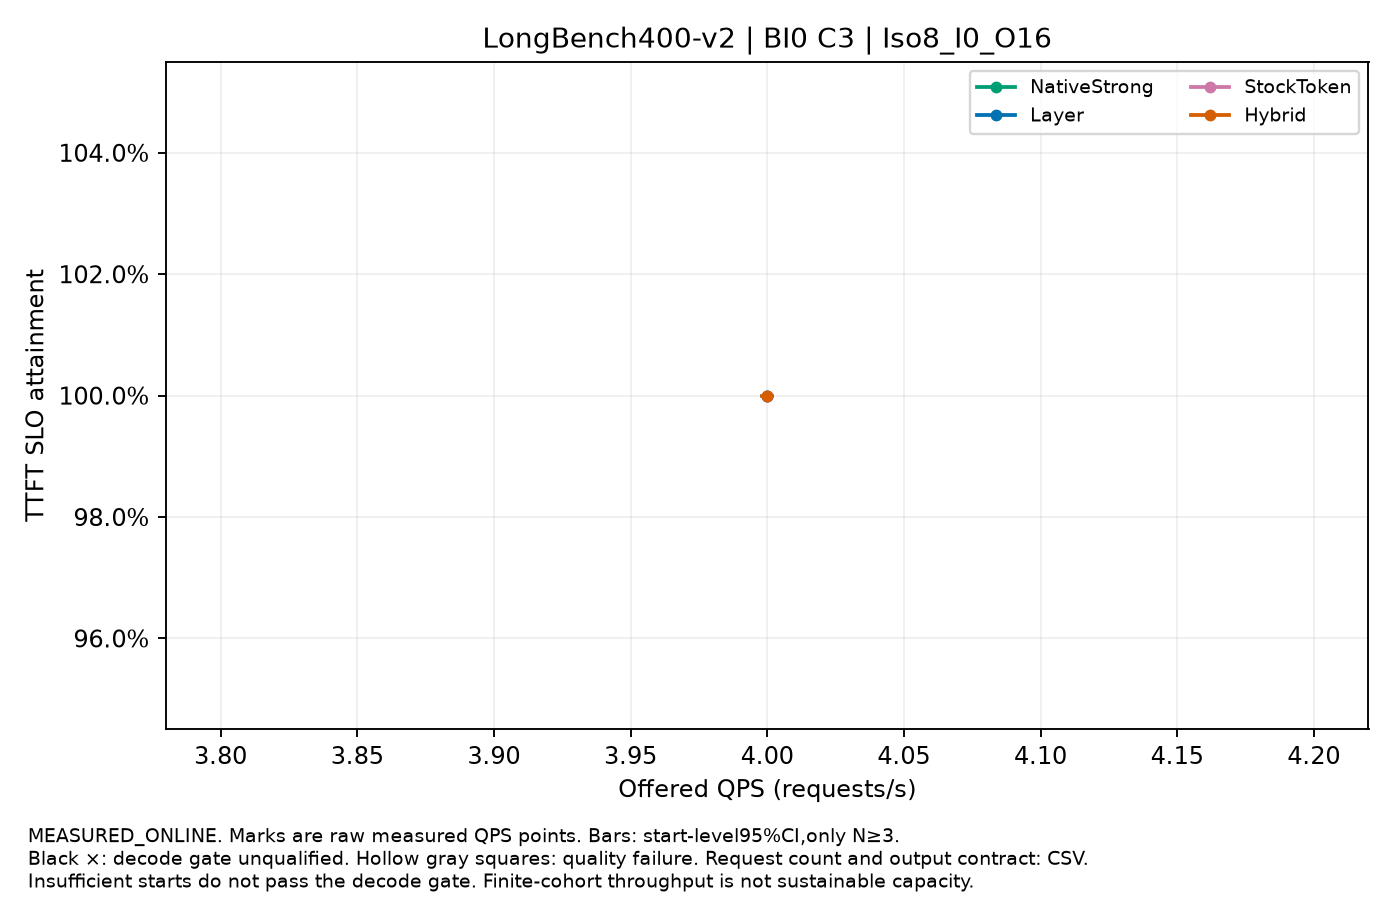 LongBench400-v2 | BI0 C3 | Iso8_I0_O16
NativeStrong
Layer
StockToken
Hybrid
TTFT SLO attainment
104.0%
102.0%
100.0%
98.0%
96.0%
3.80 3.85 3.90 3.95 4.00 4.05 4.10 4.15 4.20
Offered QPS (requests/s)
MEASURED_ONLINE. Marks are raw measured QPS points. Bars: start-level95%CI,only N≥3.
Black ×: decode gate unqualified. Hollow gray squares: quality failure. Request count and output contract: CSV.
Insufficient starts do not pass the decode gate. Finite-cohort throughput is not sustainable capacity.